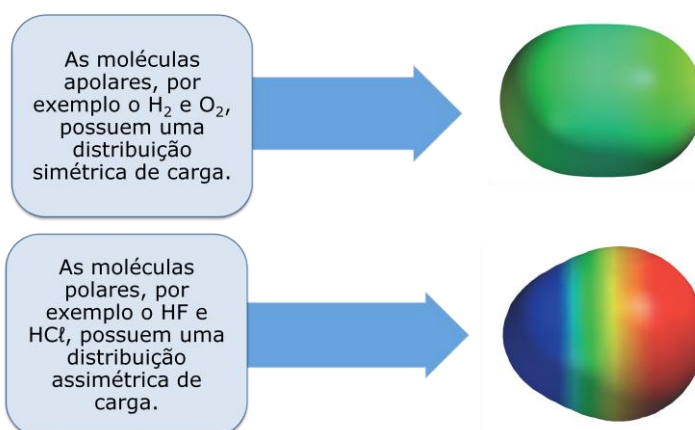 As moléculas
apolares, por
exemplo o H₂ e O₂,
possuem uma
distribuição
simétrica de carga.
As moléculas
polares, por
exemplo o HF e
HCℓ, possuem uma
distribuição
assimétrica de
carga.